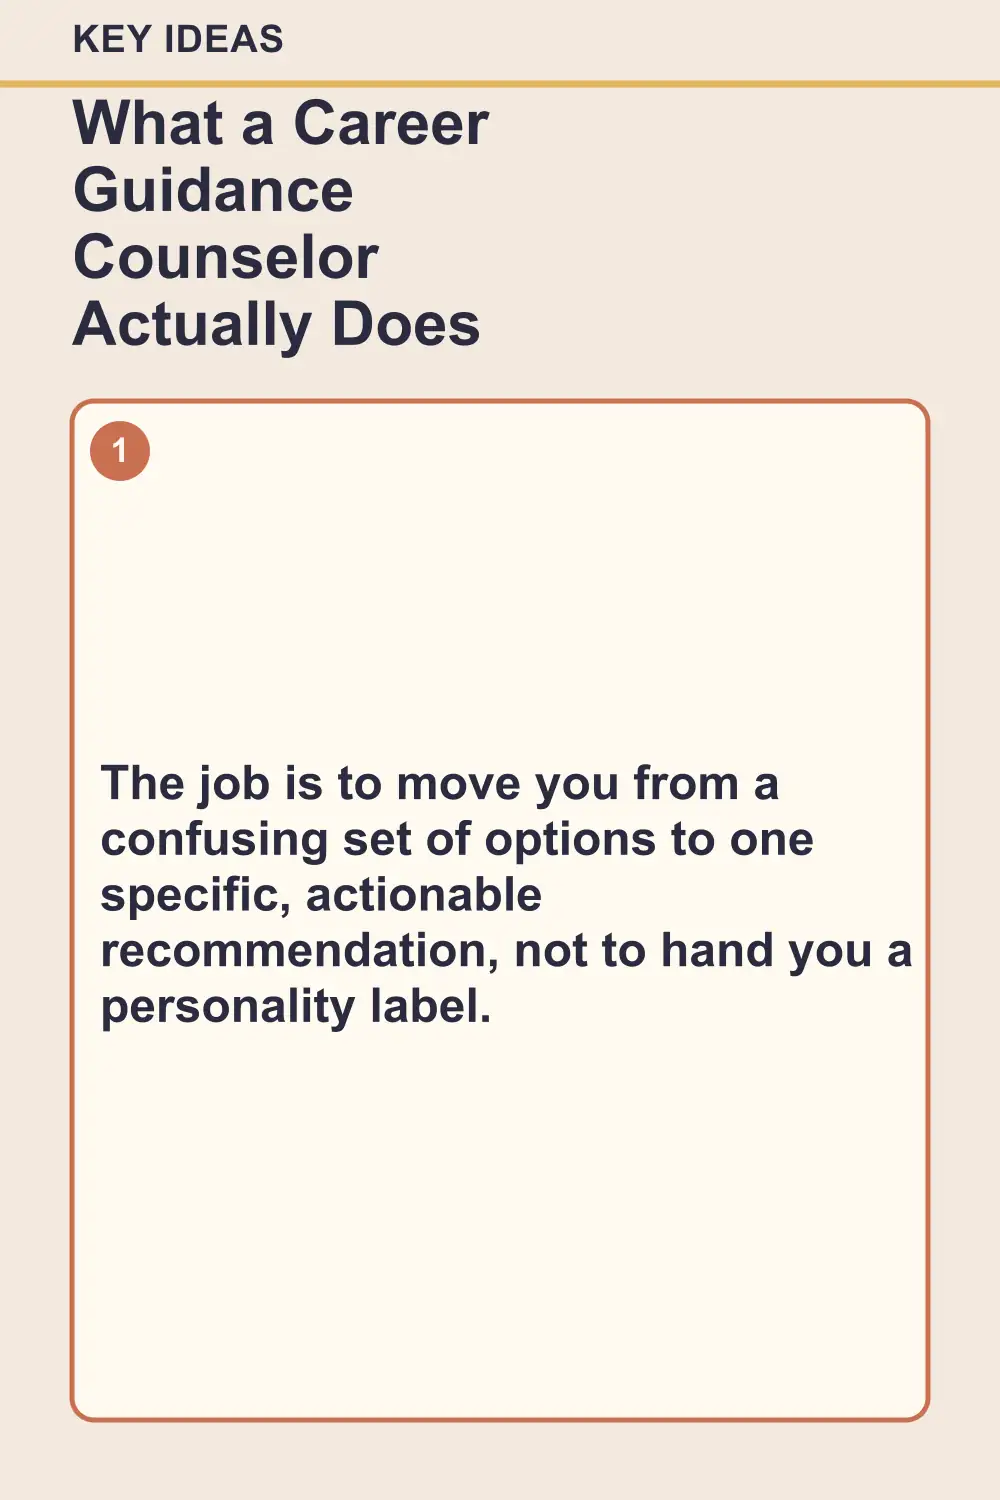 KEY IDEAS
What a Career
Guidance
Counselor
Actually Does
1
The job is to move you from a
confusing set of options to one
specific, actionable
recommendation, not to hand you a
personality label.